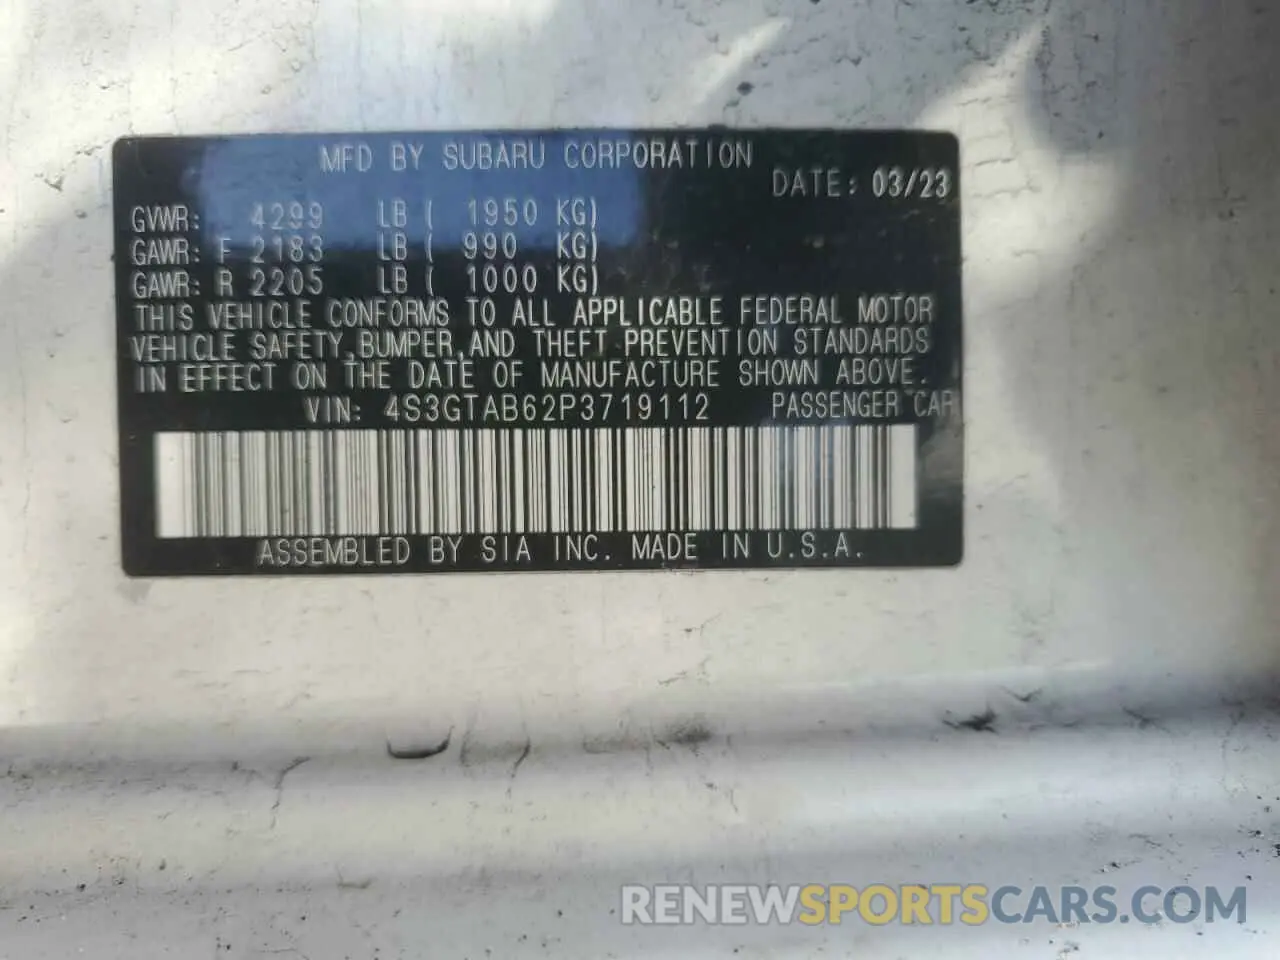 MFD BY SUBARU CORPORATION
DATE: 03/23
GVWR: 4299 LB ( 1950 KG)
GAWR: F 2183 LB ( 990 KG)
GAWR: R 2205 LB ( 1000 KG)
THIS VEHICLE CONFORMS TO ALL APPLICABLE FEDERAL MOTOR
VEHICLE SAFETY,BUMPER,AND THEFT PREVENTION STANDARDS
IN EFFECT ON THE DATE OF MANUFACTURE SHOWN ABOVE.
VIN: 4S3GTAB62P3719112 PASSENGER CAR
ASSEMBLED BY SIA INC. MADE IN U.S.A.
RENEWSPORTSCARS.COM